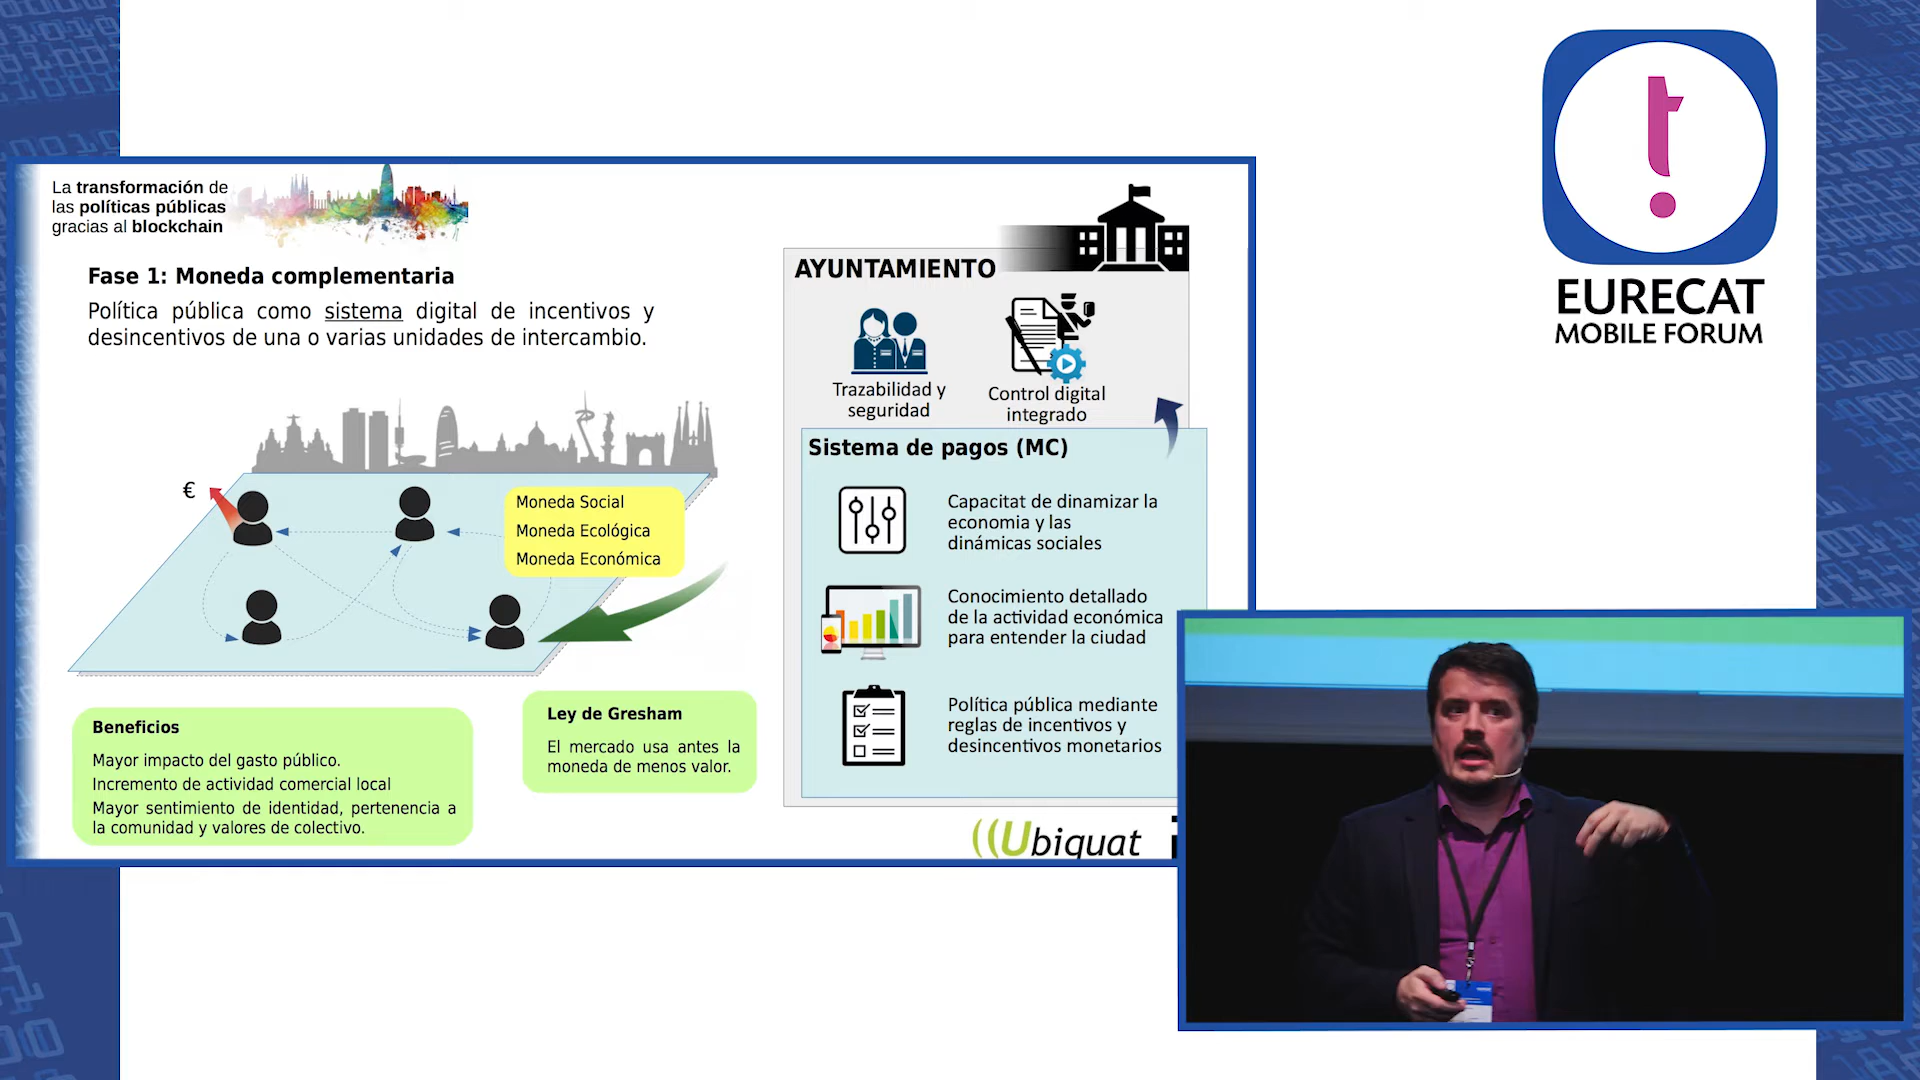 La transformación de
las políticas públicas
gracias al blockchain
Fase 1: Moneda complementaria
Política pública como sistema digital de incentivos y
desincentivos de una o varias unidades de intercambio.
€
Moneda Social
Moneda Ecológica
Moneda Económica
Beneficios
Mayor impacto del gasto público.
Incremento de actividad comercial local
Mayor sentimiento de identidad, pertenencia a
la comunidad y valores de colectivo.
Ley de Gresham
El mercado usa antes la
moneda de menos valor.
AYUNTAMIENTO
Trazabilidad y
seguridad
Control digital
integrado
Sistema de pagos (MC)
Capacitat de dinamizar la
economia y las
dinámicas sociales
Conocimiento detallado
de la actividad económica
para entender la ciudad
Política pública mediante
reglas de incentivos y
desincentivos monetarios
Ubiquat
EURECAT
MOBILE FORUM